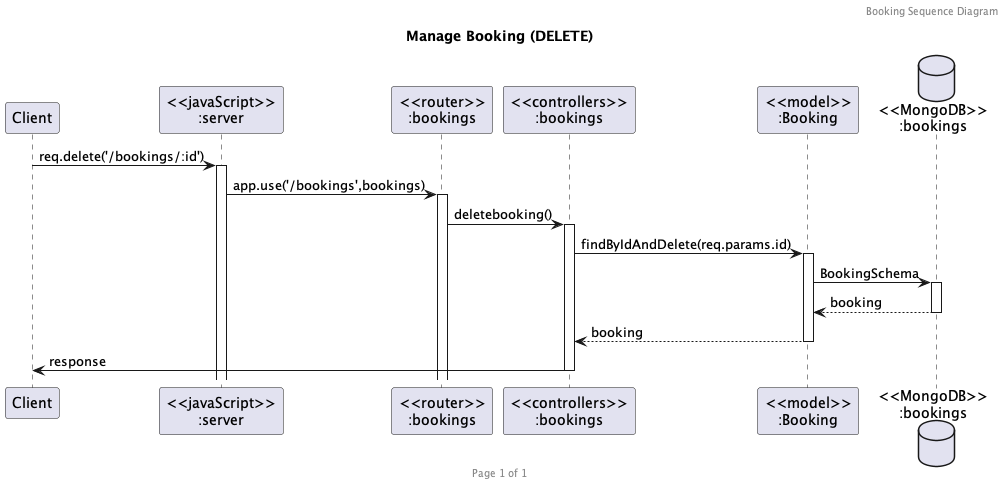 Booking Sequence Diagram
Manage Booking (DELETE)
Client
<<javaScript>>
:server
<<router>>
:bookings
<<controllers>>
:bookings
<<model>>
:Booking
<<MongoDB>>
:bookings
req.delete('/bookings/:id')
app.use('/bookings',bookings)
deletebooking()
findByIdAndDelete(req.params.id)
BookingSchema
booking
booking
response
Client
<<javaScript>>
:server
<<router>>
:bookings
<<controllers>>
:bookings
<<model>>
:Booking
<<MongoDB>>
:bookings
Page 1 of 1